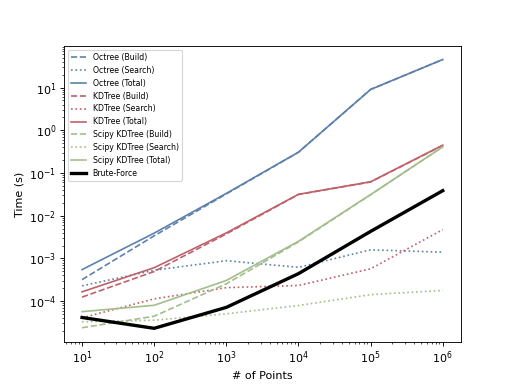 Octree (Build)
Octree (Search)
Octree (Total)
KDTree (Build)
KDTree (Search)
KDTree (Total)
Scipy KDTree (Build)
Scipy KDTree (Search)
Scipy KDTree (Total)
Brute-Force
10¹
10⁰
10⁻¹
10⁻²
10⁻³
10⁻⁴
Time (s)
10¹ 10² 10³ 10⁴ 10⁵ 10⁶
# of Points